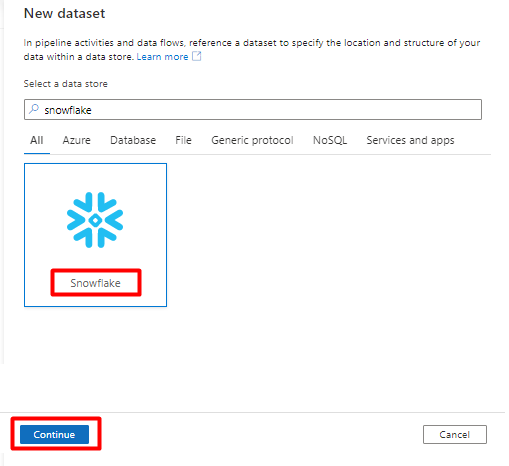 New dataset
In pipeline activities and data flows, reference a dataset to specify the location and structure of your
data within a data store. Learn more
Select a data store
snowflake
All Azure Database File Generic protocol NoSQL Services and apps
Snowflake
Continue Cancel